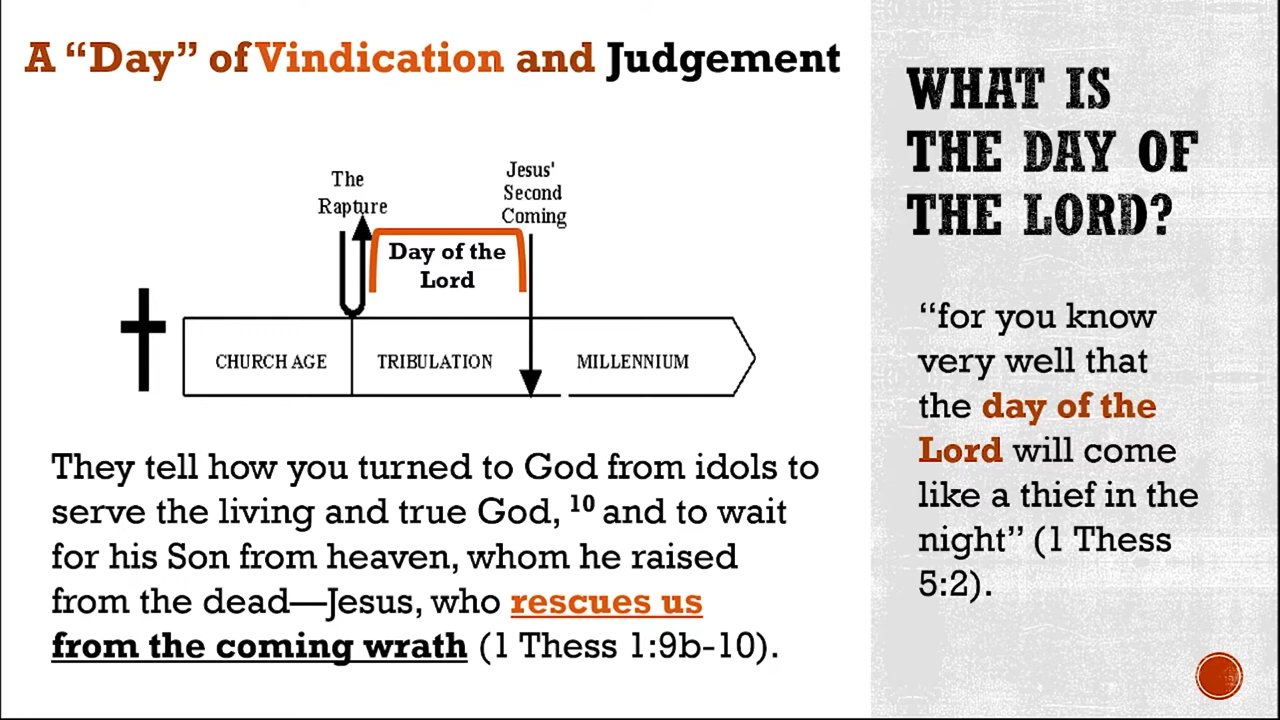 A “Day” of Vindication and Judgement
The
Rapture
Jesus'
Second
Coming
Day of the
Lord
CHURCH AGE
TRIBULATION
MILLENNIUM
They tell how you turned to God from idols to
serve the living and true God, ¹⁰ and to wait
for his Son from heaven, whom he raised
from the dead—Jesus, who rescues us
from the coming wrath (1 Thess 1:9b-10).
WHAT IS
THE DAY OF
THE LORD?
“for you know
very well that
the day of the
Lord will come
like a thief in the
night” (1 Thess
5:2).